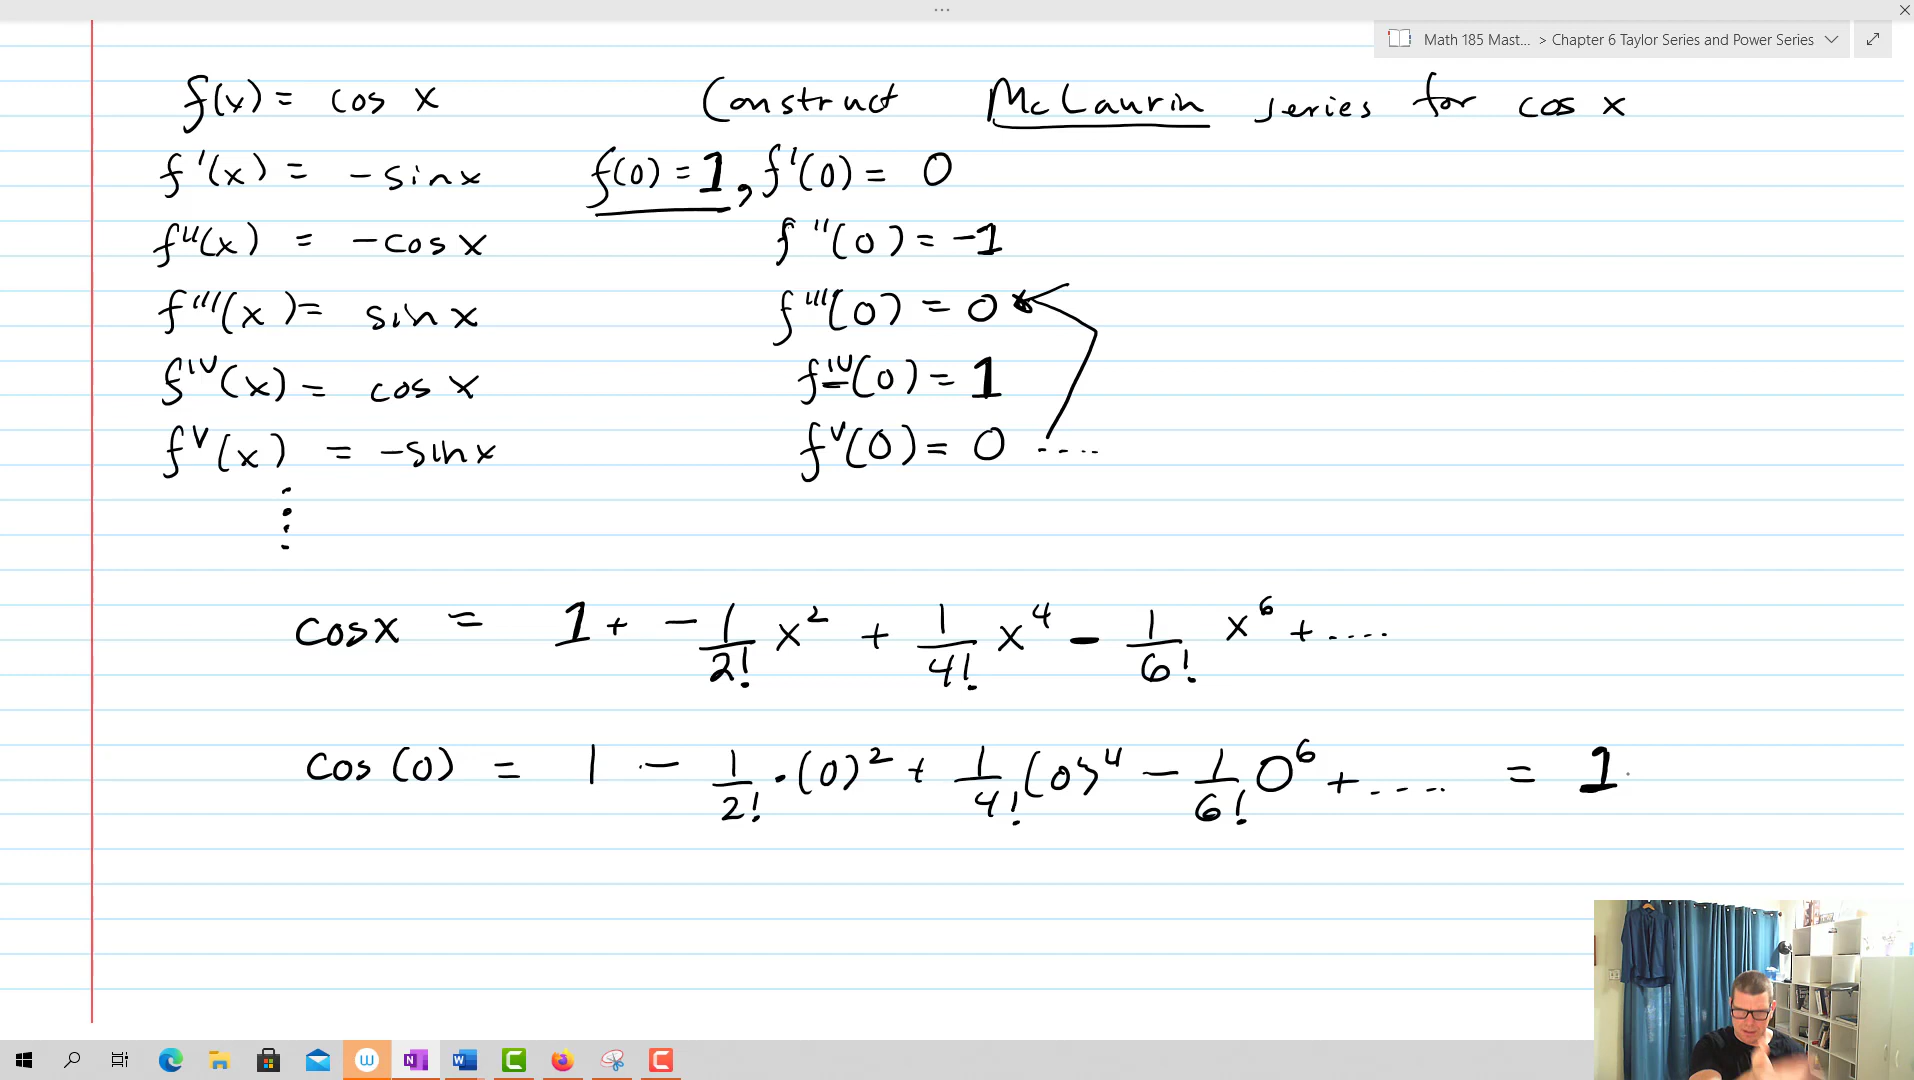 Math 185 Mast... > Chapter 6 Taylor Series and Power Series
f(x) = cos x Construct McLaurin series for cos x
f'(x) = -sinx f(0) = 1, f'(0) = 0
f''(x) = -cos x f''(0) = -1
f'''(x) = sin x f'''(0) = 0
f^IV(x) = cos x f^IV(0) = 1
f^V(x) = -sinx f^V(0) = 0 ....
cosx = 1 + - 1/2! x^2 + 1/4! x^4 - 1/6! x^6 + ....
cos(0) = 1 - 1/2! · (0)^2 + 1/4! (0)^4 - 1/6! 0^6 + .... = 1